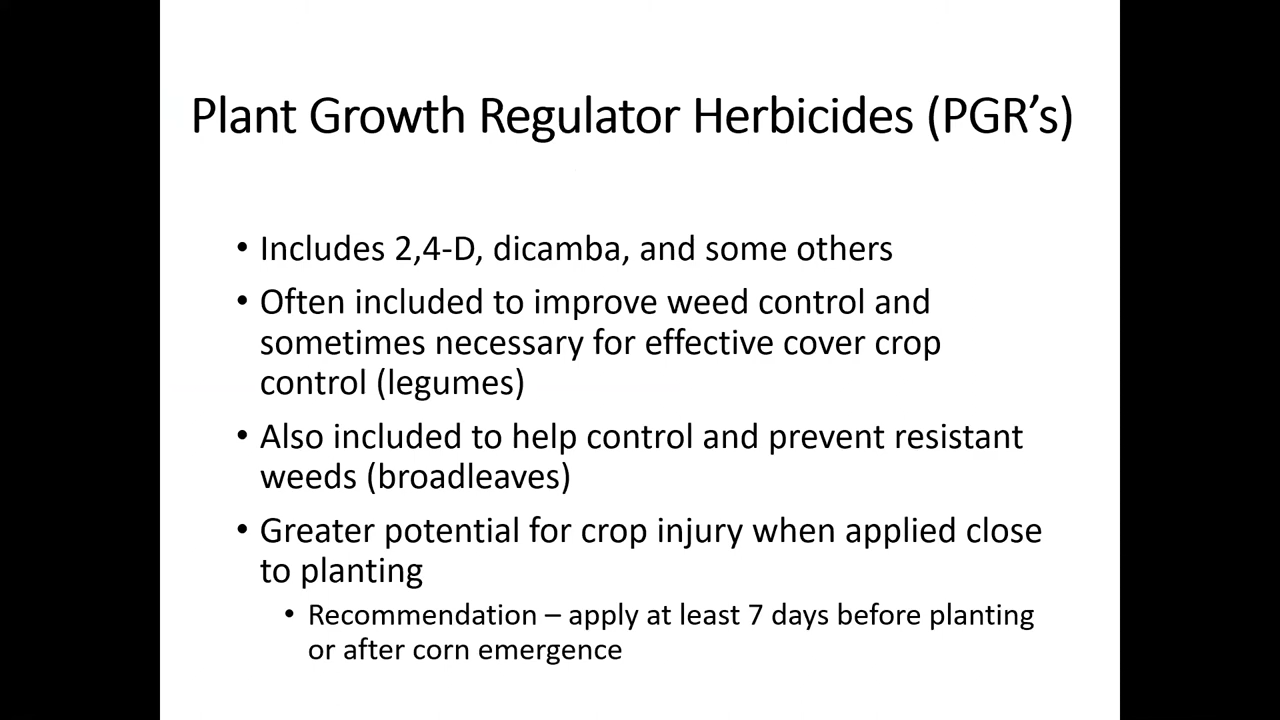 Plant Growth Regulator Herbicides (PGR’s)
• Includes 2,4-D, dicamba, and some others
• Often included to improve weed control and
sometimes necessary for effective cover crop
control (legumes)
• Also included to help control and prevent resistant
weeds (broadleaves)
• Greater potential for crop injury when applied close
to planting
• Recommendation – apply at least 7 days before planting
or after corn emergence